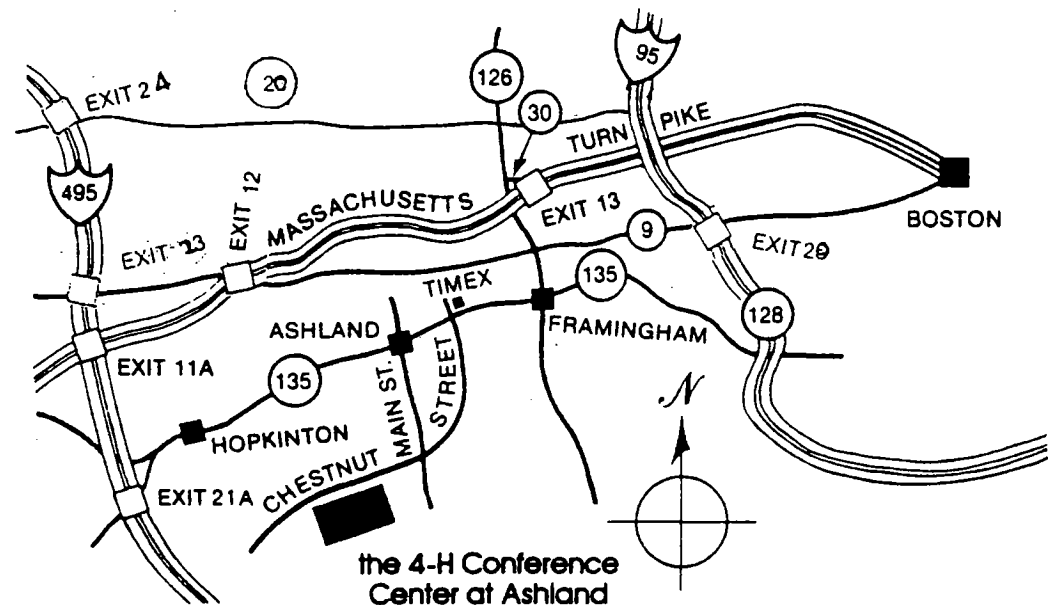 95
EXIT 24
20
126
30
TURN PIKE
495
EXIT 12
MASSACHUSETTS
EXIT 13
BOSTON
EXIT 23
9
EXIT 20
TIMEX
135
ASHLAND
FRAMINGHAM
128
EXIT 11A
135
MAIN ST.
STREET
N
HOPKINTON
CHESTNUT
EXIT 21A
the 4-H Conference
Center at Ashland